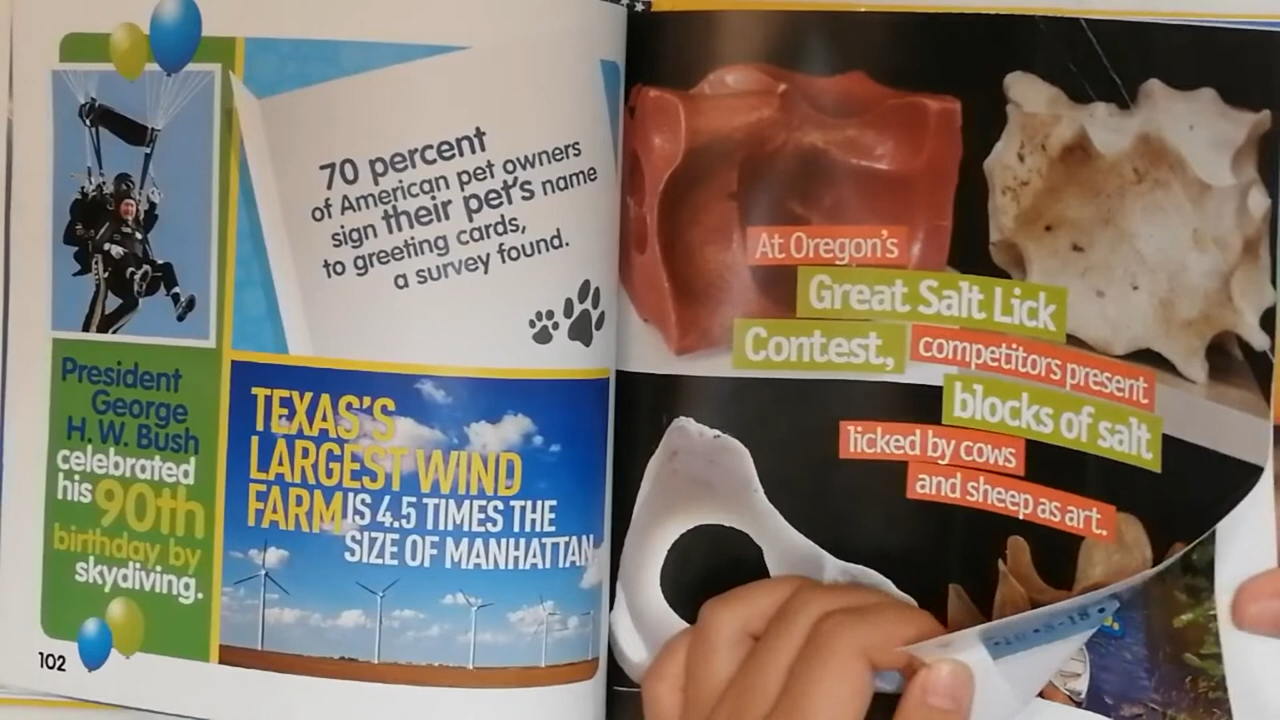 70 percent
of American pet owners
sign their pet's name
to greeting cards,
a survey found.
President
George
H. W. Bush
celebrated
his 90th
birthday by
skydiving.
TEXAS'S
LARGEST WIND
FARM IS 4.5 TIMES THE
SIZE OF MANHATTAN
102
At Oregon's
Great Salt Lick
Contest, competitors present
blocks of salt
licked by cows
and sheep as art.